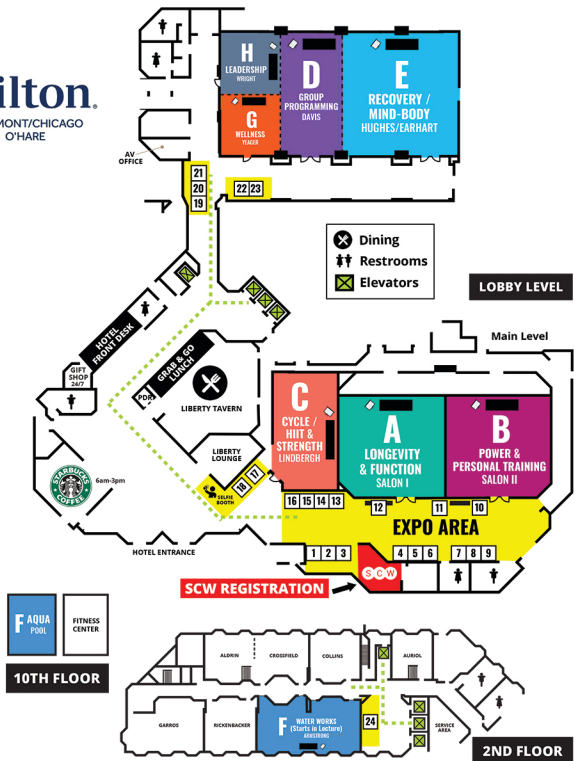 ilton
MONT/CHICAGO
O'HARE
AV
OFFICE
H
LEADERSHIP
WRIGHT
G
WELLNESS
YEAGER
D
GROUP
PROGRAMMING
DAVIS
E
RECOVERY /
MIND-BODY
HUGHES/EARHART
21
20
19
22 23
Dining
Restrooms
Elevators
LOBBY LEVEL
Main Level
HOTEL
FRONT DESK
GIFT
SHOP
24/7
GRAB & GO
LUNCH
PDR
LIBERTY TAVERN
LIBERTY
LOUNGE
STARBUCKS
COFFEE
6am-3pm
SELFIE
BOOTH
18 17
HOTEL ENTRANCE
C
CYCLE /
HIIT &
STRENGTH
LINDBERGH
A
LONGEVITY
& FUNCTION
SALON I
B
POWER &
PERSONAL TRAINING
SALON II
16 15 14 13
12
11
10
EXPO AREA
1 2 3
4 5 6
7 8 9
SCW
SCW REGISTRATION
F AQUA
POOL
FITNESS
CENTER
10TH FLOOR
ALDRIN
CROSSFIELD
COLLINS
AURIOL
GARROS
RICKENBACKER
F WATER WORKS
(Starts in Lecture)
ARMSTRONG
24
SERVICE
AREA
2ND FLOOR